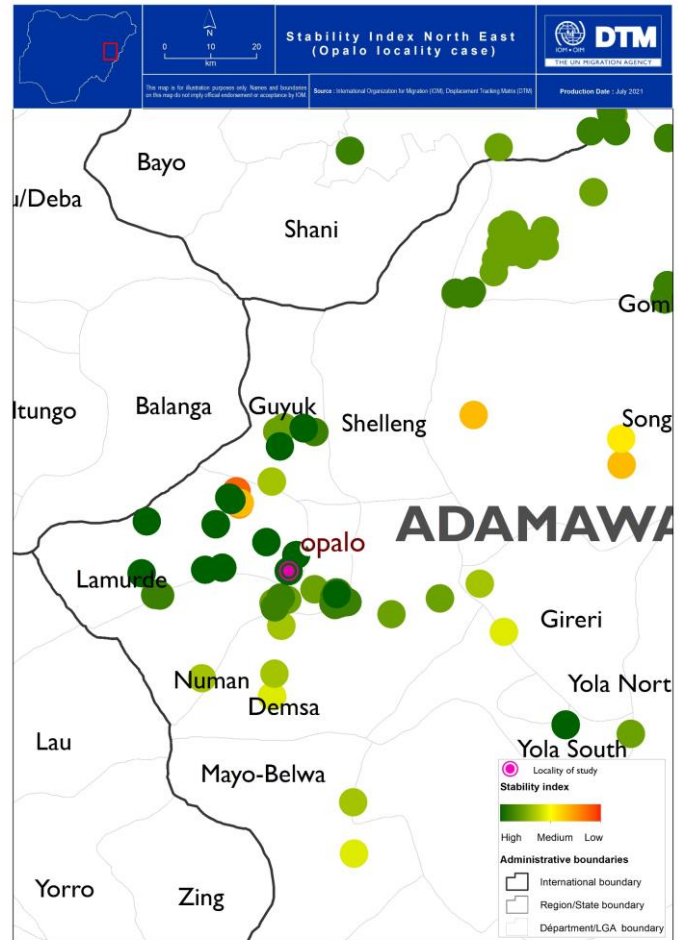 N
0 10 20
km
Stability Index North East
(Opalo locality case)
IOM • OIM
DTM
THE UN MIGRATION AGENCY
This map is for illustration purposes only. Names and boundaries
on this map do not imply official endorsement or acceptance by IOM.
Source : International Organization for Migration (IOM), Displacement Tracking Matrix (DTM)
Production Date : July 2021
Bayo
u/Deba
Shani
Gom
ltungo
Balanga
Guyuk
Shelleng
Song
ADAMAWA
opalo
Lamurde
Gireri
Numan
Demsa
Yola Nort
Lau
Yola South
Mayo-Belwa
Yorro
Zing
Locality of study
Stability index
High Medium Low
Administrative boundaries
International boundary
Region/State boundary
Départment/LGA boundary